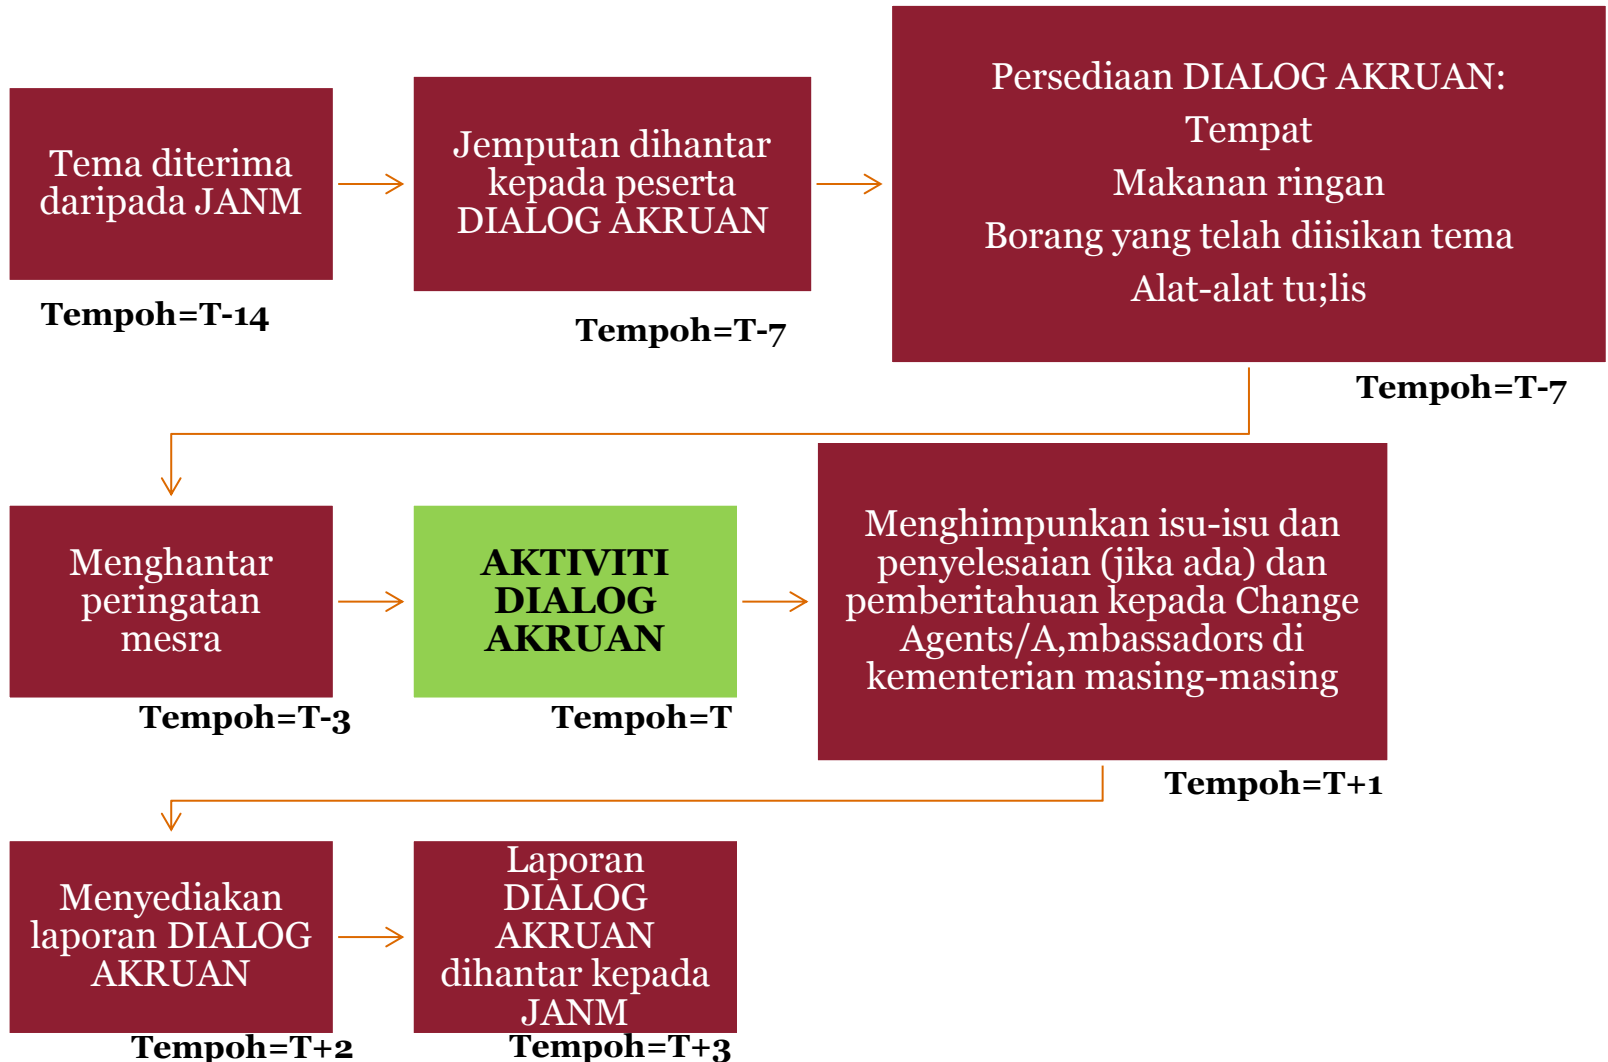 Tema diterima
daripada JANM
Tempoh=T-14
Jemputan dihantar
kepada peserta
DIALOG AKRUAN
Tempoh=T-7
Persediaan DIALOG AKRUAN:
Tempat
Makanan ringan
Borang yang telah diisikan tema
Alat-alat tu;lis
Tempoh=T-7
Menghantar
peringatan
mesra
Tempoh=T-3
AKTIVITI
DIALOG
AKRUAN
Tempoh=T
Menghimpunkan isu-isu dan
penyelesaian (jika ada) dan
pemberitahuan kepada Change
Agents/A,mbassadors di
kementerian masing-masing
Tempoh=T+1
Menyediakan
laporan DIALOG
AKRUAN
Tempoh=T+2
Laporan
DIALOG
AKRUAN
dihantar kepada
JANM
Tempoh=T+3